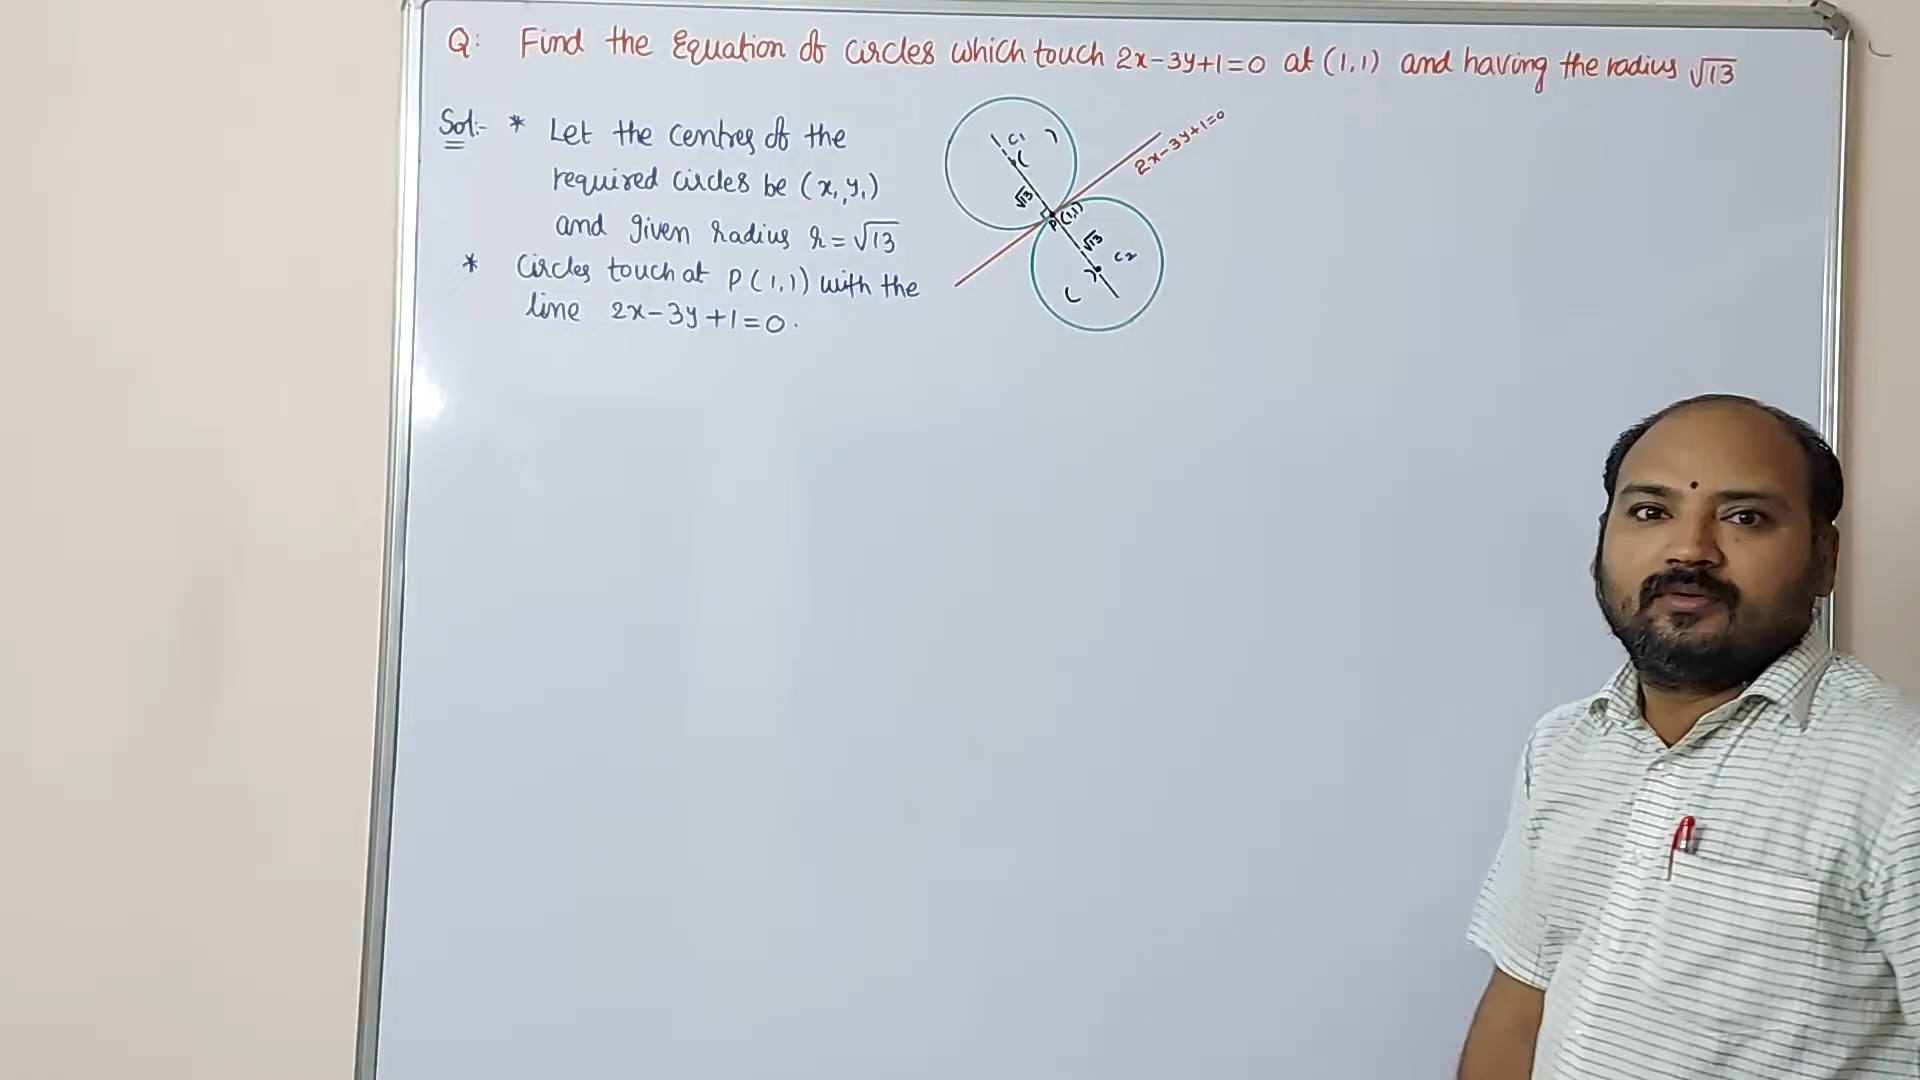 Q: Find the Equation of circles which touch 2x-3y+1=0 at (1,1) and having the radius √13
Sol:- * Let the centres of the
required circles be (x₁,y₁)
and given radius r=√13
* Circles touch at P(1,1) with the
line 2x-3y+1=0.
C1
2x-3y+1=0
√13
P (1,1)
√13
C2